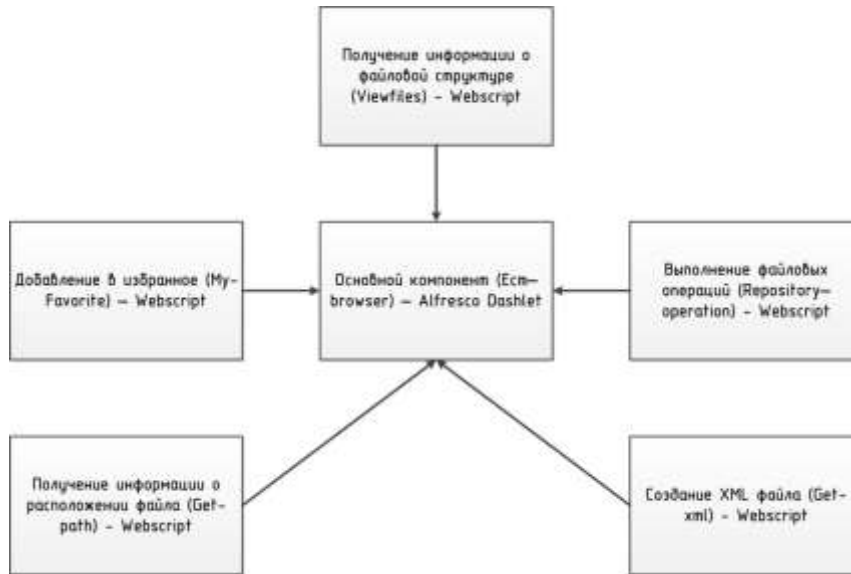 Получение информации о
файловой структуре
(Viewfiles) - Webscript
Добавление в избранное (My-
Favorite) — Webscript
Основной компонент (Ecm—
browser) — Alfresco Dashlet
Выполнение файловых
операций (Repository—
operation) - Webscript
Получение информации о
расположении файла (Get-
path) - Webscript
Создание XML файла (Get-
xml) - Webscript